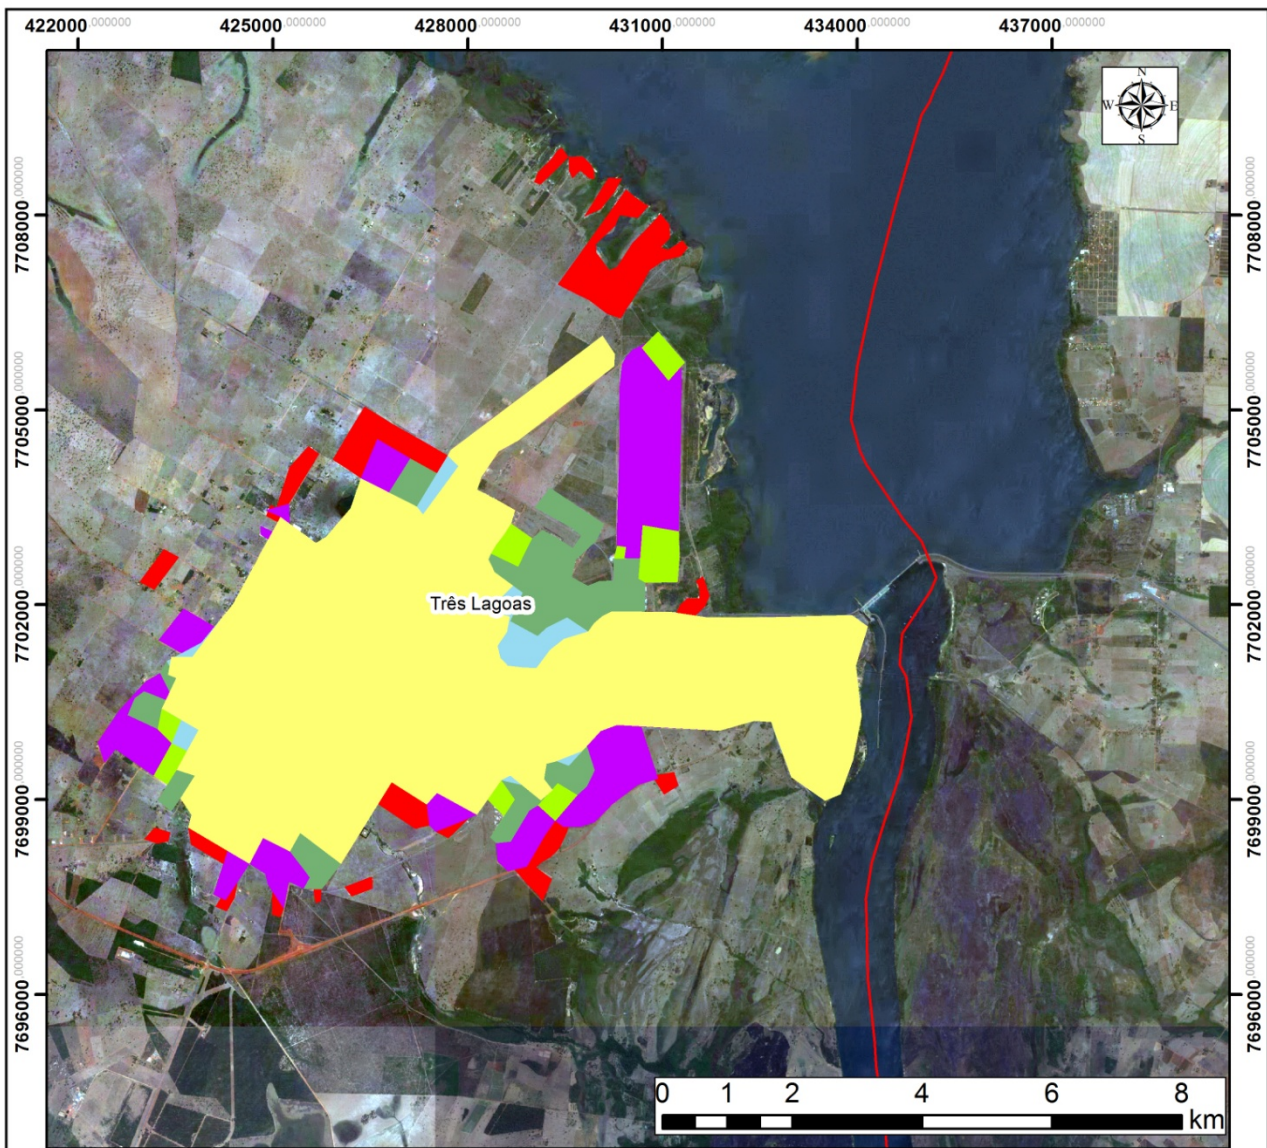 422000.000000 425000.000000 428000.000000 431000.000000 434000.000000 437000.000000
N
W E
S
7708000.000000 7708000.000000
7705000.000000 7705000.000000
7702000.000000 7702000.000000
Três Lagoas
7699000.000000 7699000.000000
7696000.000000 7696000.000000
0 1 2 4 6 8
km